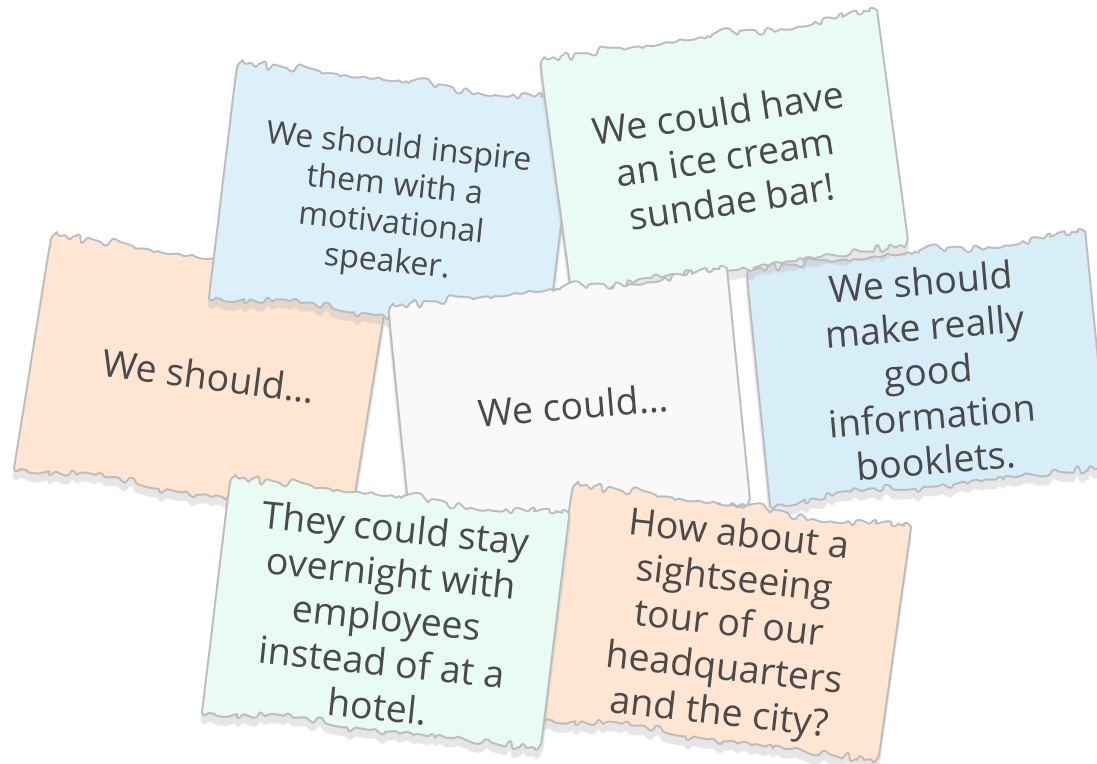 We should inspire
them with a
motivational
speaker.
We could have
an ice cream
sundae bar!
We should...
We could...
We should
make really
good
information
booklets.
They could stay
overnight with
employees
instead of at a
hotel.
How about a
sightseeing
tour of our
headquarters
and the city?